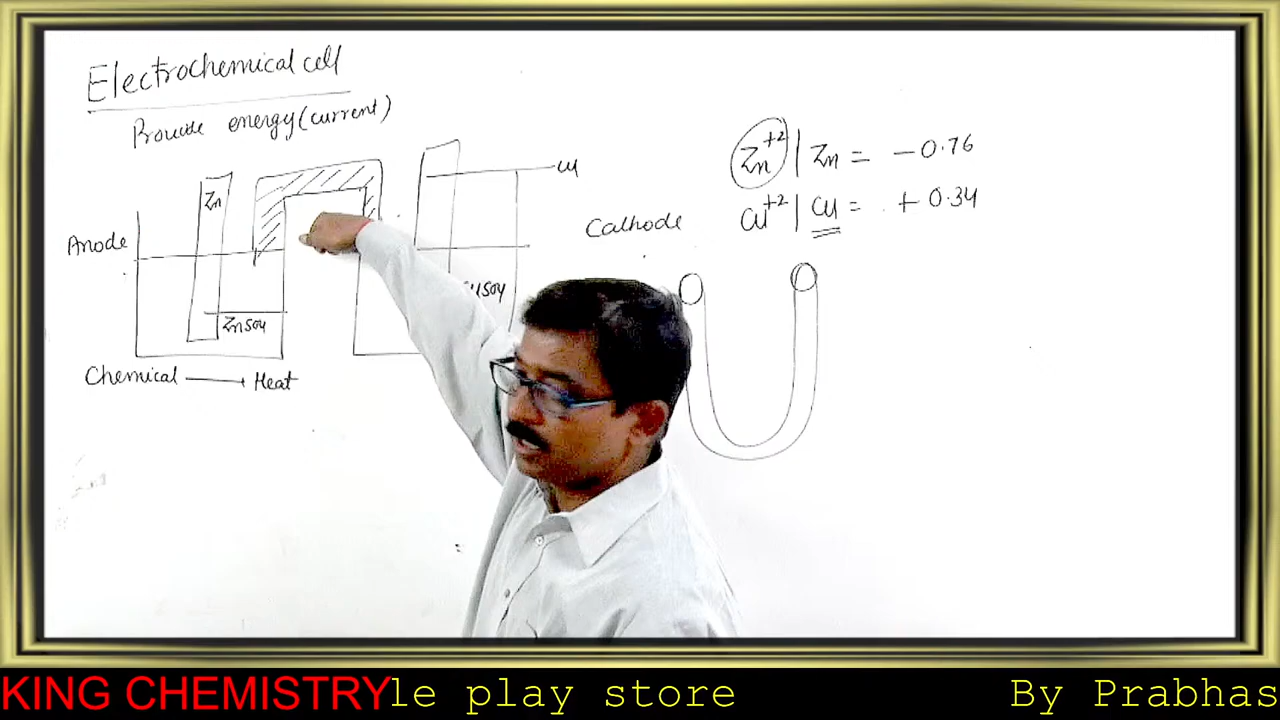 Electrochemical cell
Provide energy (current)
Zn
Cu
Anode
ZnSO4
Chemical → Heat
Cathode
Zn+2 | Zn = -0.76
Cu+2 | Cu = +0.34
KING CHEMISTRY le play store By Prabhas